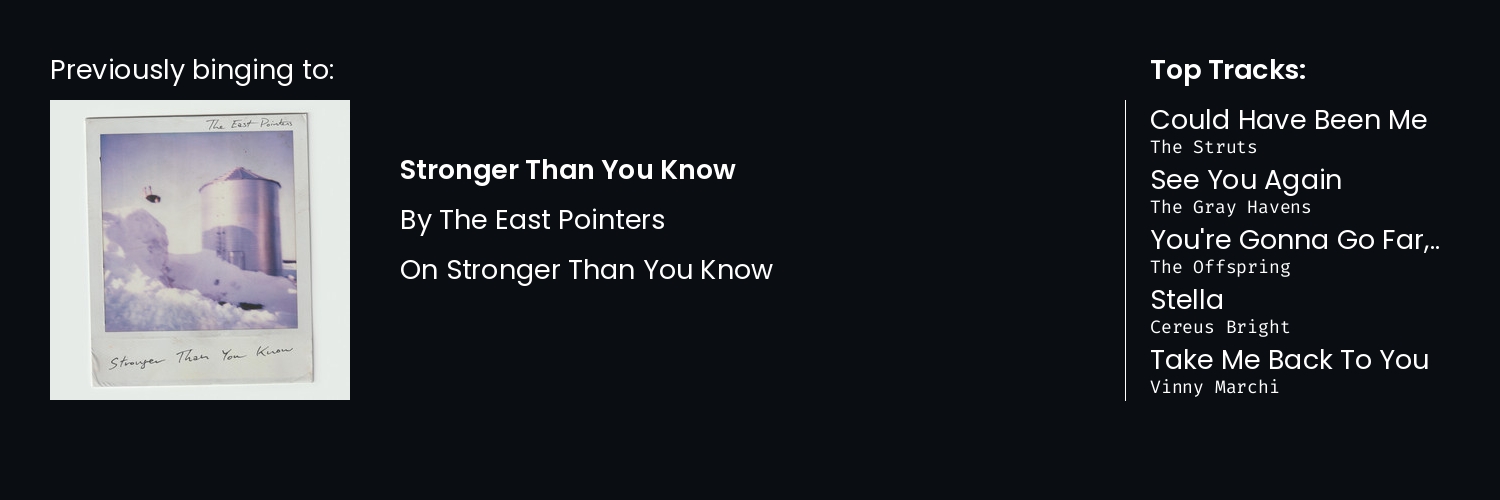 Previously binging to:
The East Pointers
Stronger Than You Know
Stronger Than You Know
By The East Pointers
On Stronger Than You Know
Top Tracks:
Could Have Been Me
The Struts
See You Again
The Gray Havens
You're Gonna Go Far,..
The Offspring
Stella
Cereus Bright
Take Me Back To You
Vinny Marchi